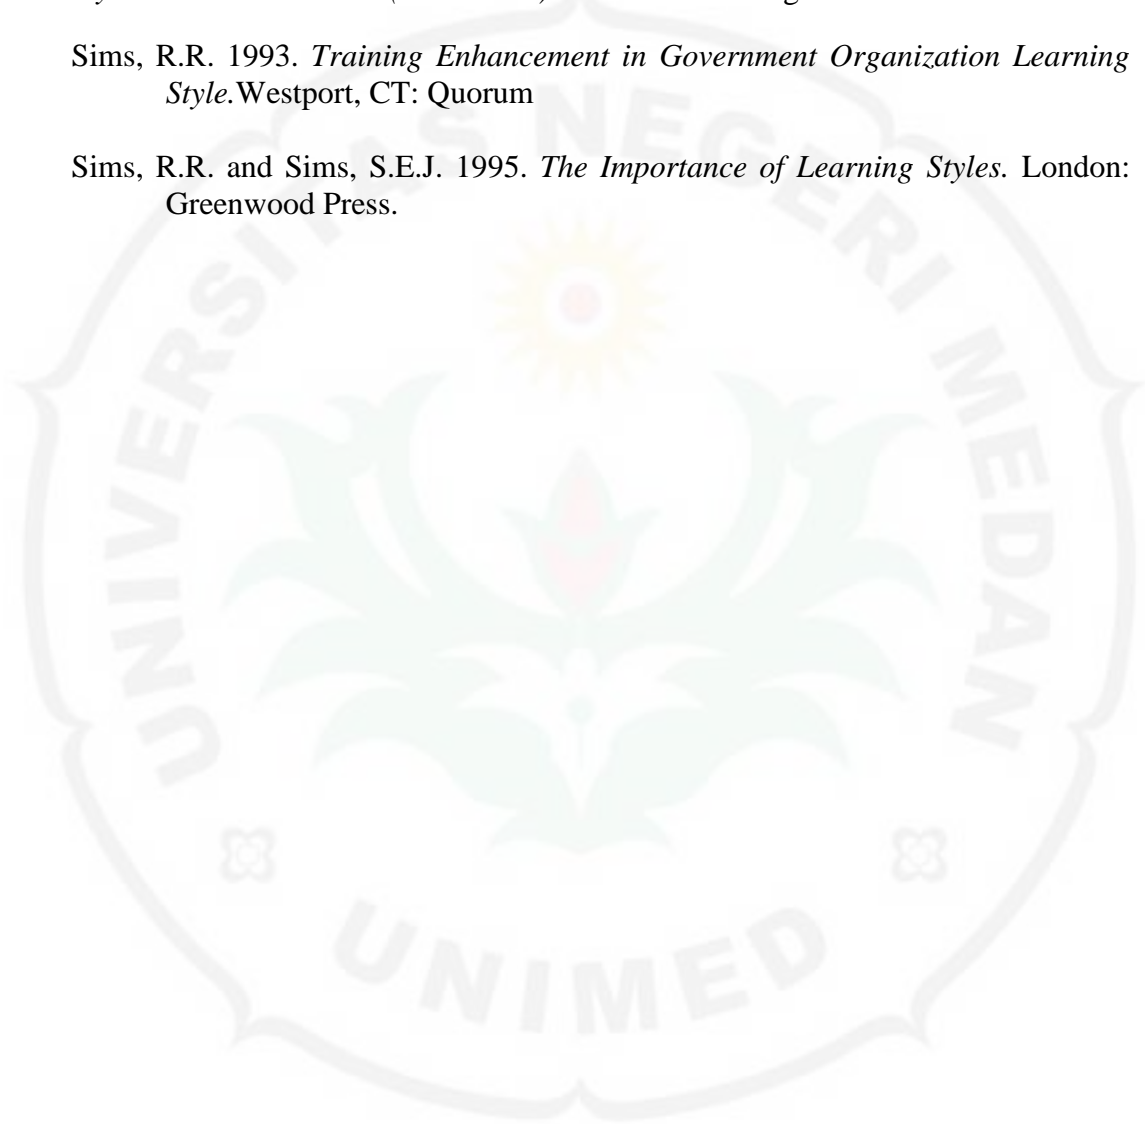 Sims, R.R. 1993. Training Enhancement in Government Organization Learning
Style.Westport, CT: Quorum
Sims, R.R. and Sims, S.E.J. 1995. The Importance of Learning Styles. London:
Greenwood Press.
UNIVERSITAS NEGERI MEDAN
UNIMED